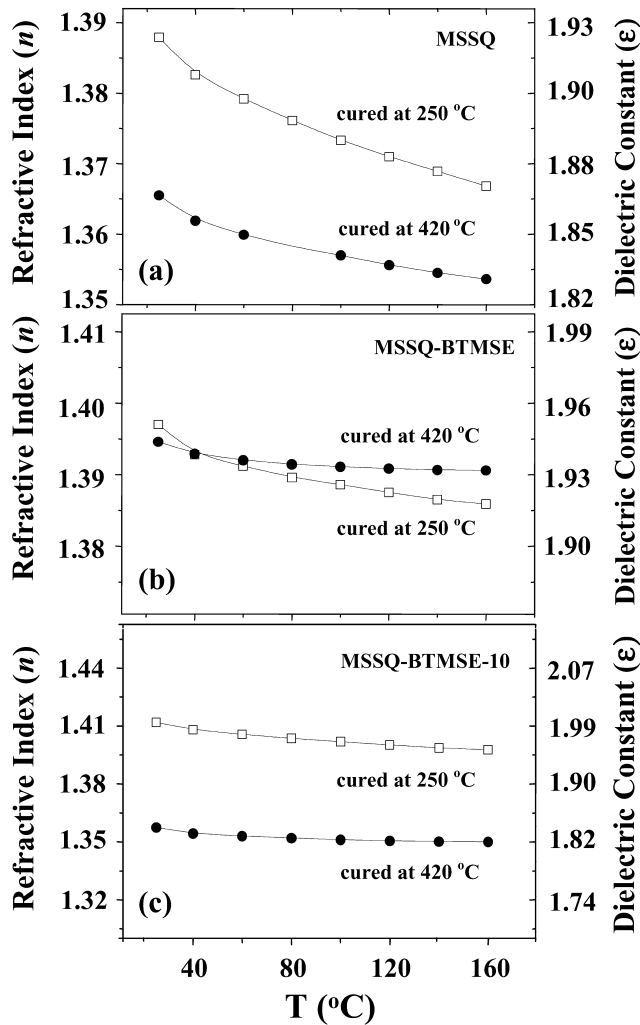 1.39
1.38
1.37
1.36
1.35
Refractive Index (n)
MSSQ
cured at 250 °C
cured at 420 °C
(a)
1.93
1.90
1.88
1.85
1.82
Dielectric Constant (ε)
1.41
1.40
1.39
1.38
Refractive Index (n)
MSSQ-BTMSE
cured at 420 °C
cured at 250 °C
(b)
1.99
1.96
1.93
1.90
Dielectric Constant (ε)
1.44
1.41
1.38
1.35
1.32
Refractive Index (n)
MSSQ-BTMSE-10
cured at 250 °C
cured at 420 °C
(c)
2.07
1.99
1.90
1.82
1.74
Dielectric Constant (ε)
40 80 120 160
T (°C)